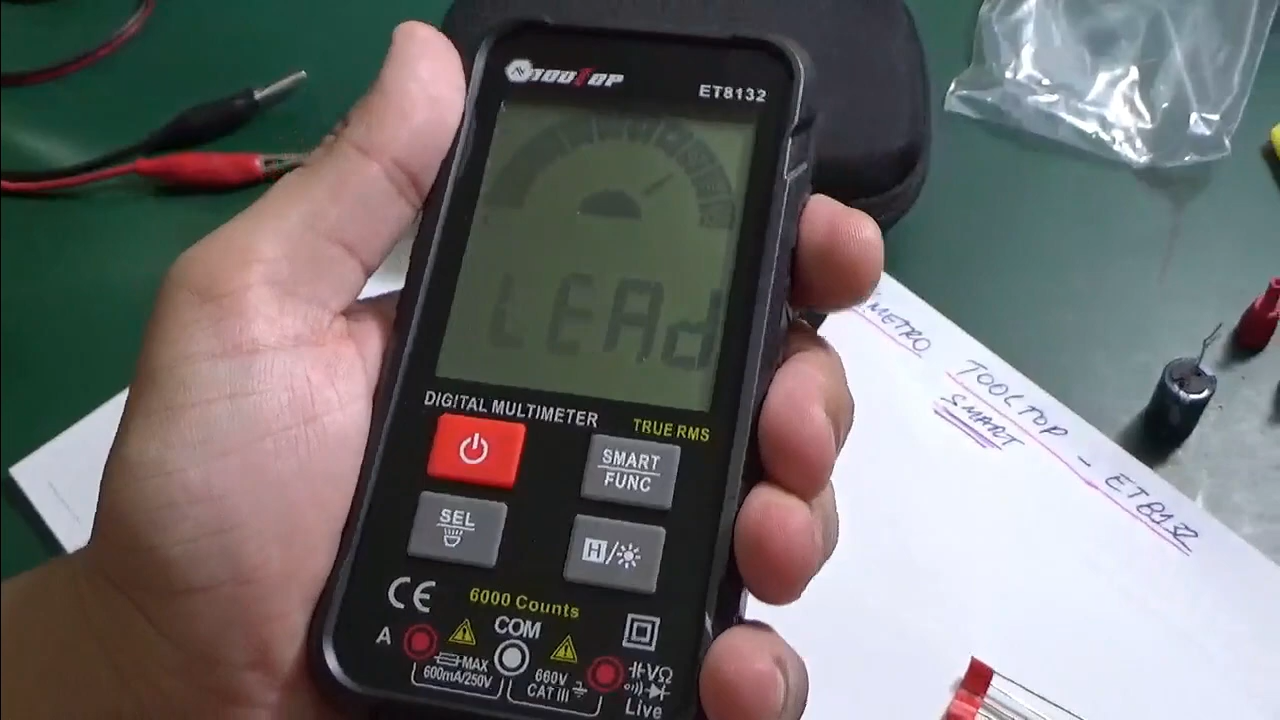 TOOLTOP
ET8132
LEAd
DIGITAL MULTIMETER
TRUE RMS
SMART
FUNC
SEL
H/
CE
6000 Counts
A
COM
MAX
600mA/250V
660V
CAT III
VΩ
Live
METRO TOOLTOP - ET8132
SMART